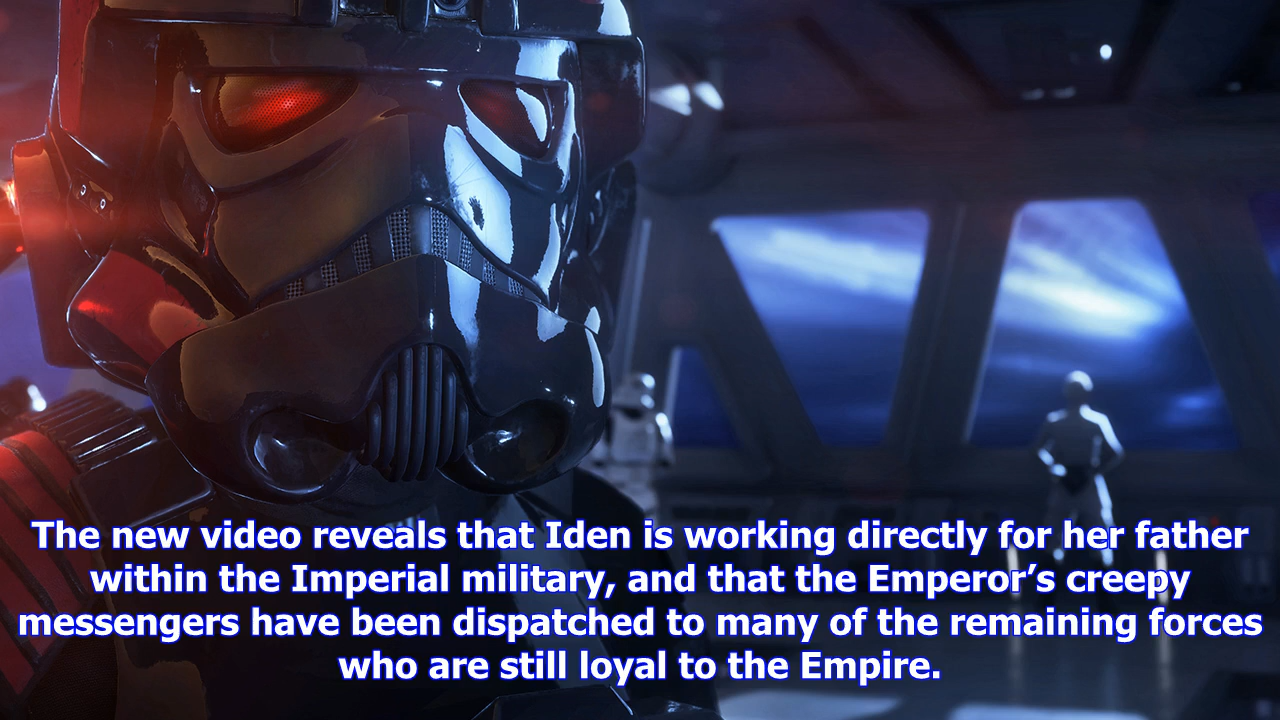 The new video reveals that Iden is working directly for her father
within the Imperial military, and that the Emperor’s creepy
messengers have been dispatched to many of the remaining forces
who are still loyal to the Empire.